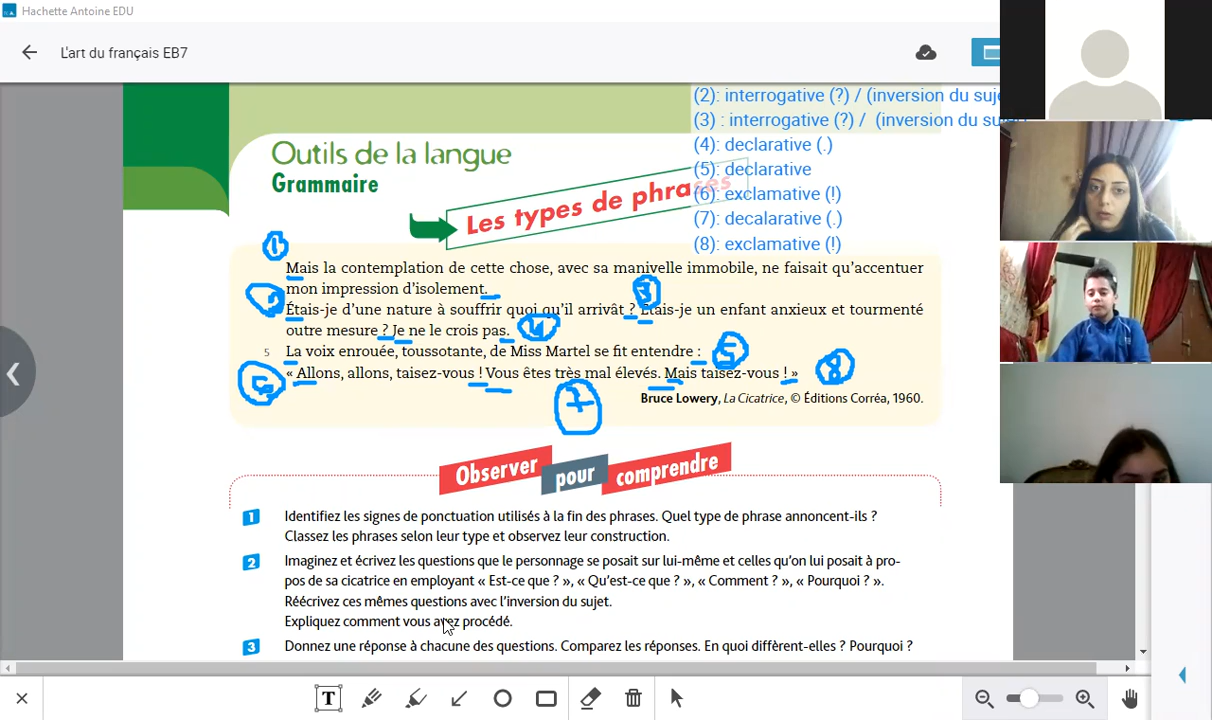 Hachette Antoine EDU
L'art du français EB7
(2): interrogative (?) / (inversion du suje
(3) : interrogative (?) / (inversion du su
(4): declarative (.)
(5): declarative
(6): exclamative (!)
(7): decalarative (.)
(8): exclamative (!)
Outils de la langue
Grammaire
Les types de phrases
1
Mais la contemplation de cette chose, avec sa manivelle immobile, ne faisait qu'accentuer
mon impression d'isolement.
3
Étais-je d'une nature à souffrir quoi qu'il arrivât ? Étais-je un enfant anxieux et tourmenté
outre mesure ? Je ne le crois pas.
4
5 La voix enrouée, toussotante, de Miss Martel se fit entendre :
5
« Allons, allons, taisez-vous ! Vous êtes très mal élevés. Mais taisez-vous ! »
8
7
Bruce Lowery, La Cicatrice, © Éditions Corréa, 1960.
Observer pour comprendre
1 Identifiez les signes de ponctuation utilisés à la fin des phrases. Quel type de phrase annoncent-ils ?
Classez les phrases selon leur type et observez leur construction.
2 Imaginez et écrivez les questions que le personnage se posait sur lui-même et celles qu'on lui posait à pro-
pos de sa cicatrice en employant « Est-ce que ? », « Qu'est-ce que ? », « Comment ? », « Pourquoi ? ».
Réécrivez ces mêmes questions avec l'inversion du sujet.
Expliquez comment vous avez procédé.
3 Donnez une réponse à chacune des questions. Comparez les réponses. En quoi diffèrent-elles ? Pourquoi ?
T